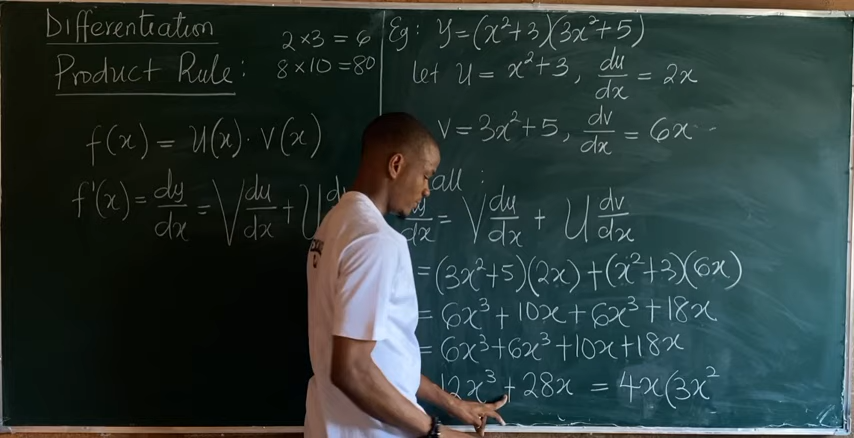 Differentiation
Product Rule:
2 × 3 = 6
8 × 10 = 80
f(x) = U(x) · V(x)
f'(x) = dy/dx = V du/dx + U
Eg: y = (x²+3)(3x²+5)
let u = x²+3, du/dx = 2x
V = 3x²+5, dv/dx = 6x
all :
dx = V du/dx + U dv/dx
= (3x²+5)(2x) + (x²+3)(6x)
= 6x³ + 10x + 6x³ + 18x
= 6x³ + 6x³ + 10x + 18x
12x³ + 28x = 4x(3x²